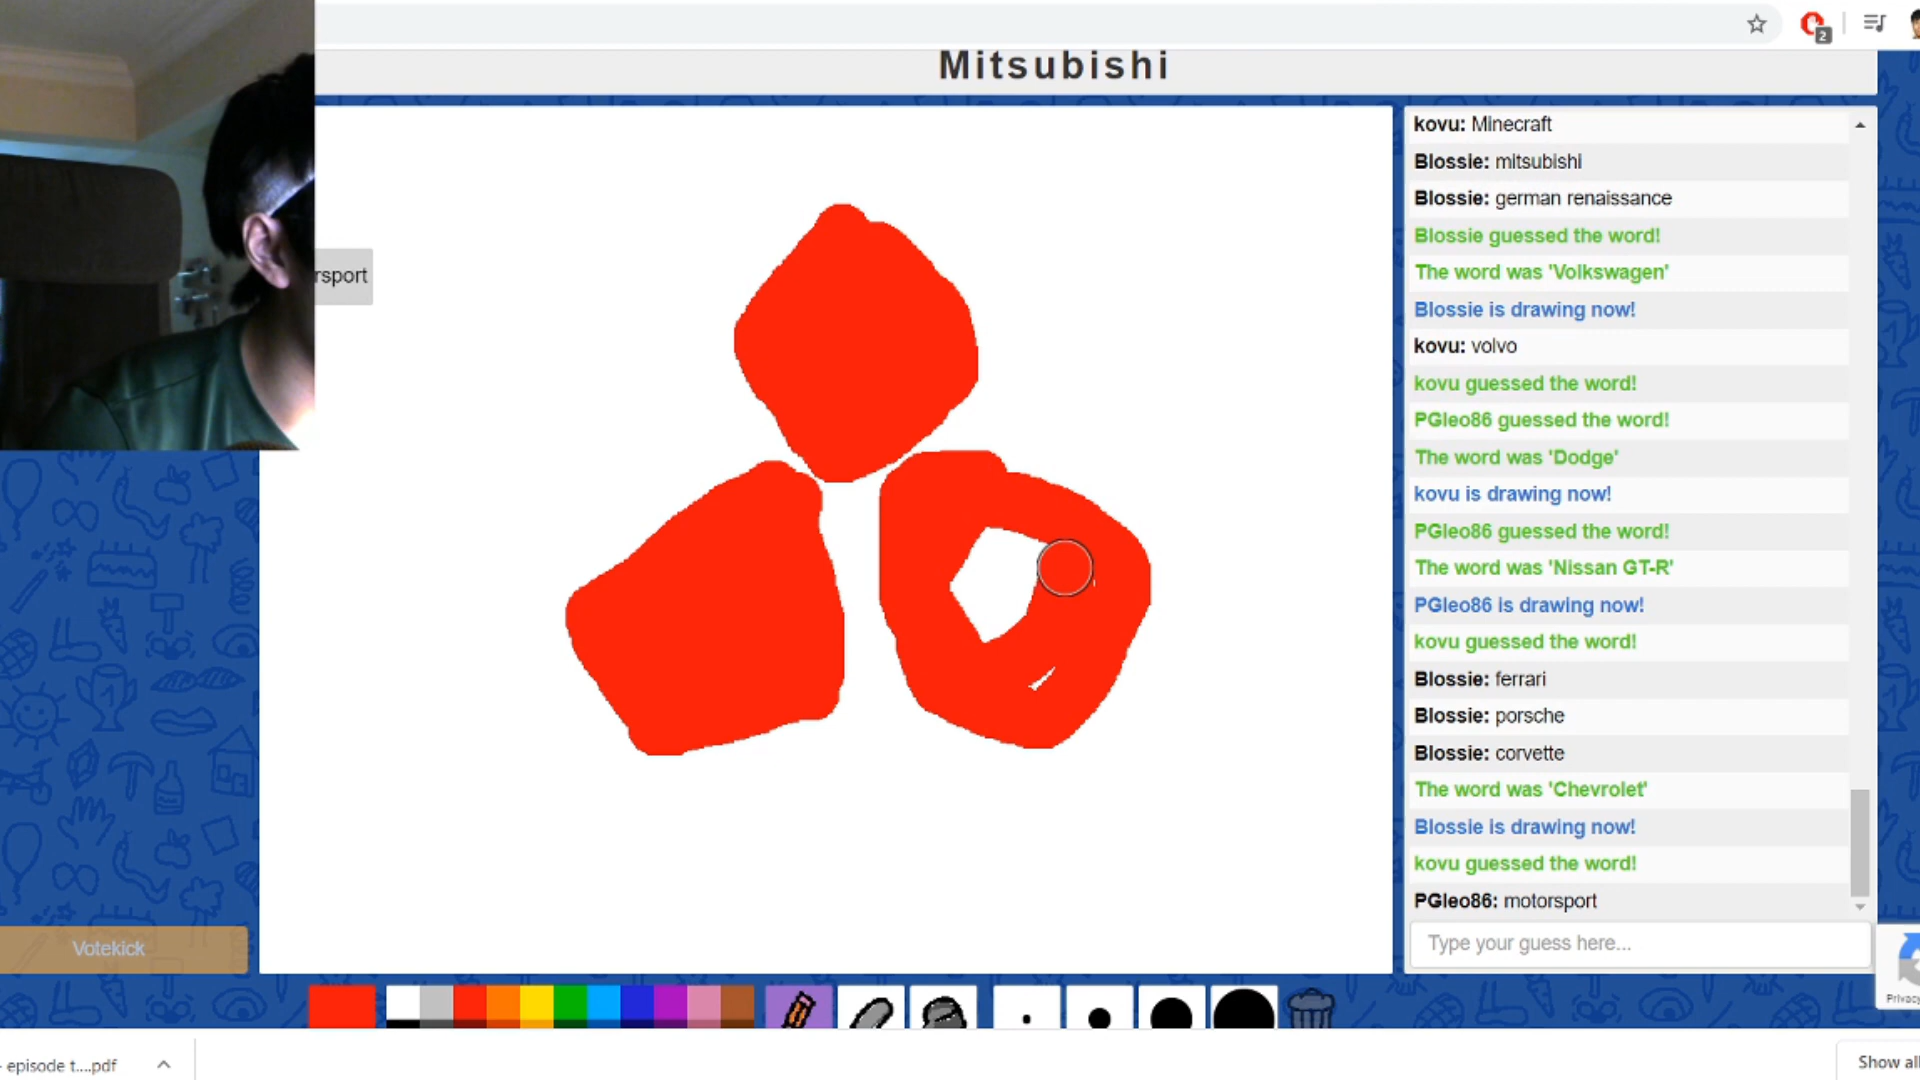 2
Mitsubishi
rsport
kovu: Minecraft
Blossie: mitsubishi
Blossie: german renaissance
Blossie guessed the word!
The word was 'Volkswagen'
Blossie is drawing now!
kovu: volvo
kovu guessed the word!
PGleo86 guessed the word!
The word was 'Dodge'
kovu is drawing now!
PGleo86 guessed the word!
The word was 'Nissan GT-R'
PGleo86 is drawing now!
kovu guessed the word!
Blossie: ferrari
Blossie: porsche
Blossie: corvette
The word was 'Chevrolet'
Blossie is drawing now!
kovu guessed the word!
PGleo86: motorsport
Type your guess here...
Votekick
Privacy
- episode t....pdf
Show all